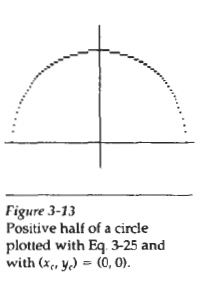 Figure 3-13
Positive half of a circle
plotted with Eq. 3-25 and
with (xc, yc) = (0, 0).